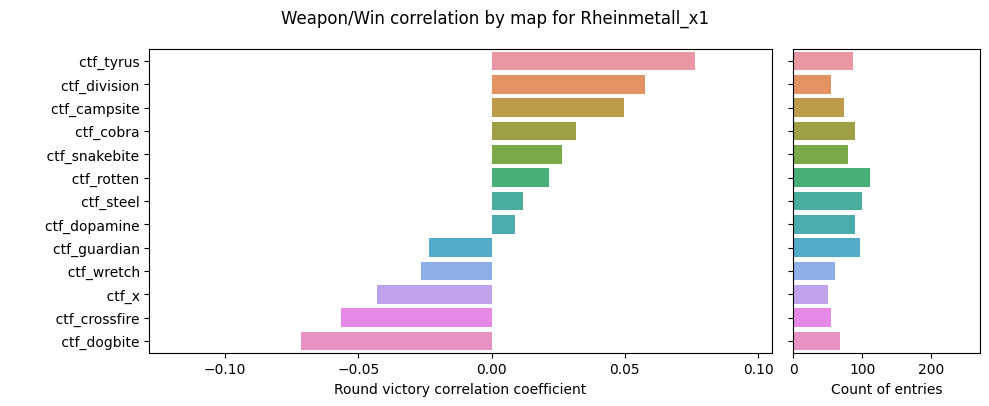 Weapon/Win correlation by map for Rheinmetall_x1
ctf_tyrus
ctf_division
ctf_campsite
ctf_cobra
ctf_snakebite
ctf_rotten
ctf_steel
ctf_dopamine
ctf_guardian
ctf_wretch
ctf_x
ctf_crossfire
ctf_dogbite
−0.10 −0.05 0.00 0.05 0.10
Round victory correlation coefficient
0 100 200
Count of entries